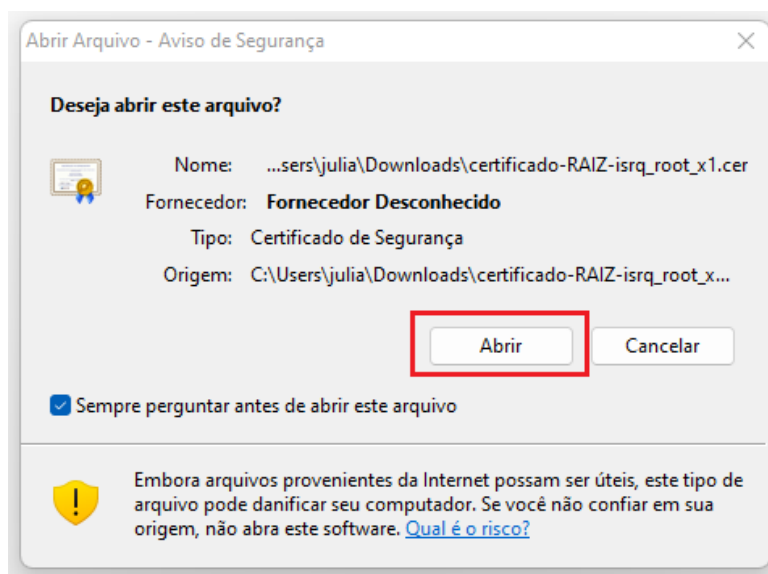 Abrir Arquivo - Aviso de Segurança
Deseja abrir este arquivo?
Nome: ...sers\julia\Downloads\certificado-RAIZ-isrq_root_x1.cer
Fornecedor: Fornecedor Desconhecido
Tipo: Certificado de Segurança
Origem: C:\Users\julia\Downloads\certificado-RAIZ-isrq_root_x...
Abrir Cancelar
Sempre perguntar antes de abrir este arquivo
Embora arquivos provenientes da Internet possam ser úteis, este tipo de
arquivo pode danificar seu computador. Se você não confiar em sua
origem, não abra este software. Qual é o risco?